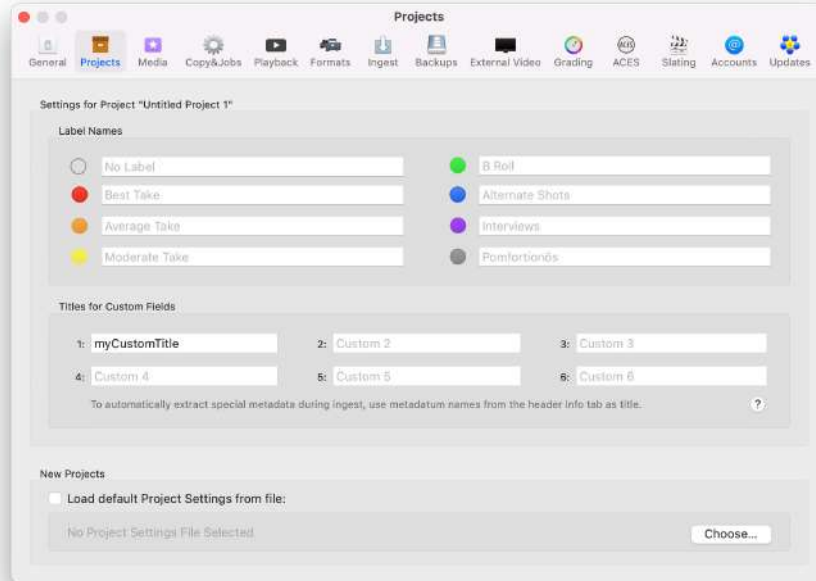 Projects
General Projects Media Copy&Jobs Playback Formats Ingest Backups External Video Grading ACES Slating Accounts Updates
Settings for Project "Untitled Project 1"
Label Names
No Label
B Roll
Best Take
Alternate Shots
Average Take
Interviews
Moderate Take
Pomfortionös
Titles for Custom Fields
1: myCustomTitle 2: Custom 2 3: Custom 3
4: Custom 4 5: Custom 5 6: Custom 6
To automatically extract special metadata during ingest, use metadatum names from the header info tab as title. ?
New Projects
Load default Project Settings from file:
No Project Settings File Selected Choose...